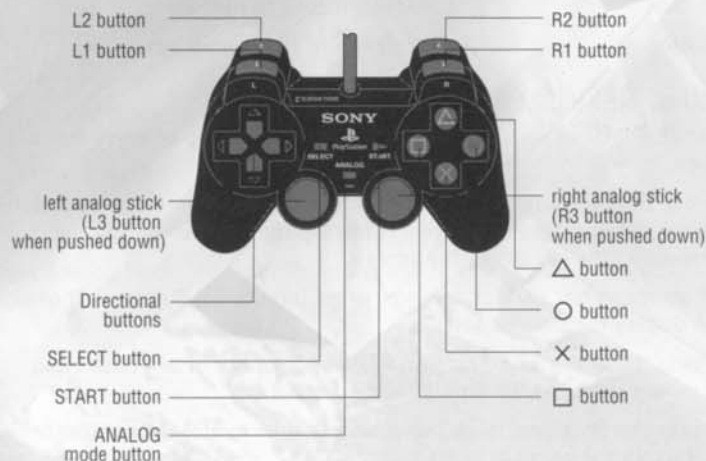 L2 button
L1 button
R2 button
R1 button
L
R
SONY
PlayStation
SELECT
START
ANALOG
left analog stick
(L3 button
when pushed down)
right analog stick
(R3 button
when pushed down)
Directional
buttons
SELECT button
START button
ANALOG
mode button
△ button
○ button
✕ button
□ button